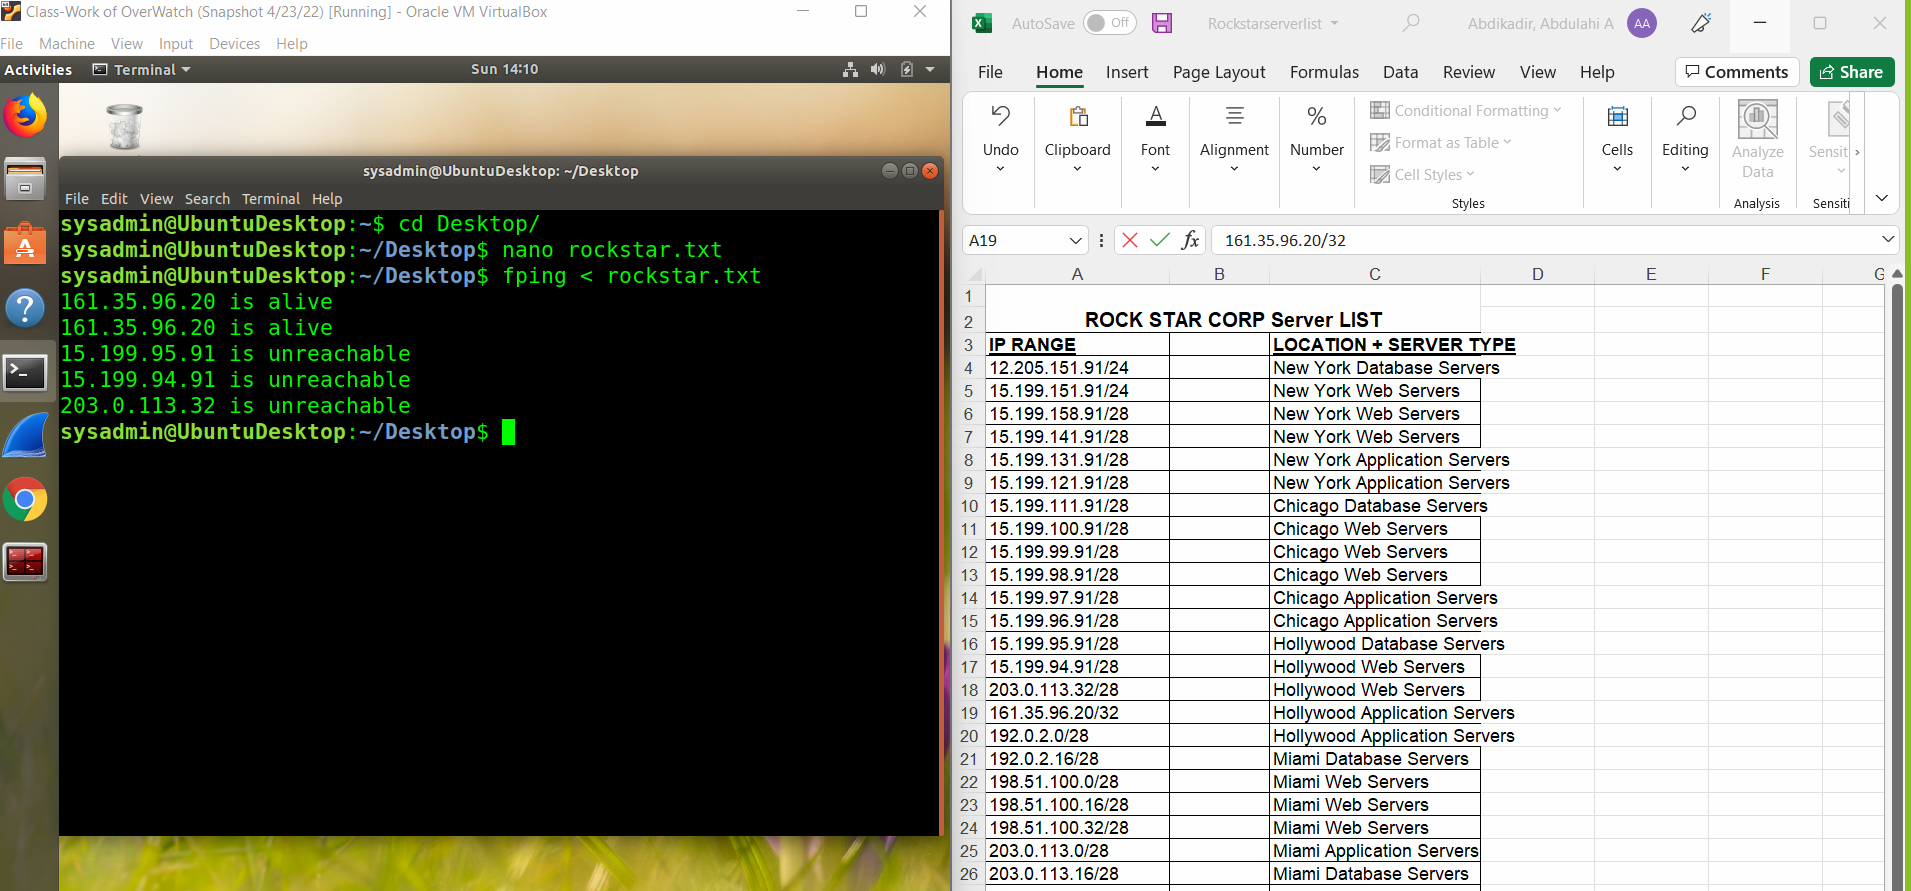 Class-Work of OverWatch (Snapshot 4/23/22) [Running] - Oracle VM VirtualBox
File Machine View Input Devices Help
Activities Terminal Sun 14:10
sysadmin@UbuntuDesktop: ~/Desktop
File Edit View Search Terminal Help
sysadmin@UbuntuDesktop:~$ cd Desktop/
sysadmin@UbuntuDesktop:~/Desktop$ nano rockstar.txt
sysadmin@UbuntuDesktop:~/Desktop$ fping < rockstar.txt
161.35.96.20 is alive
161.35.96.20 is alive
15.199.95.91 is unreachable
15.199.94.91 is unreachable
203.0.113.32 is unreachable
sysadmin@UbuntuDesktop:~/Desktop$
AutoSave Off Rockstarserverlist Abdikadir, Abdulahi A AA
File Home Insert Page Layout Formulas Data Review View Help Comments Share
Undo Clipboard Font Alignment Number
Conditional Formatting
Format as Table
Cell Styles
Styles
Cells Editing
Analyze
Data
Analysis
Sensit
Sensiti
A19 fx 161.35.96.20/32
A B C D E F G
1
2 ROCK STAR CORP Server LIST
3 IP RANGE LOCATION + SERVER TYPE
4 12.205.151.91/24 New York Database Servers
5 15.199.151.91/24 New York Web Servers
6 15.199.158.91/28 New York Web Servers
7 15.199.141.91/28 New York Web Servers
8 15.199.131.91/28 New York Application Servers
9 15.199.121.91/28 New York Application Servers
10 15.199.111.91/28 Chicago Database Servers
11 15.199.100.91/28 Chicago Web Servers
12 15.199.99.91/28 Chicago Web Servers
13 15.199.98.91/28 Chicago Web Servers
14 15.199.97.91/28 Chicago Application Servers
15 15.199.96.91/28 Chicago Application Servers
16 15.199.95.91/28 Hollywood Database Servers
17 15.199.94.91/28 Hollywood Web Servers
18 203.0.113.32/28 Hollywood Web Servers
19 161.35.96.20/32 Hollywood Application Servers
20 192.0.2.0/28 Hollywood Application Servers
21 192.0.2.16/28 Miami Database Servers
22 198.51.100.0/28 Miami Web Servers
23 198.51.100.16/28 Miami Web Servers
24 198.51.100.32/28 Miami Web Servers
25 203.0.113.0/28 Miami Application Servers
26 203.0.113.16/28 Miami Database Servers